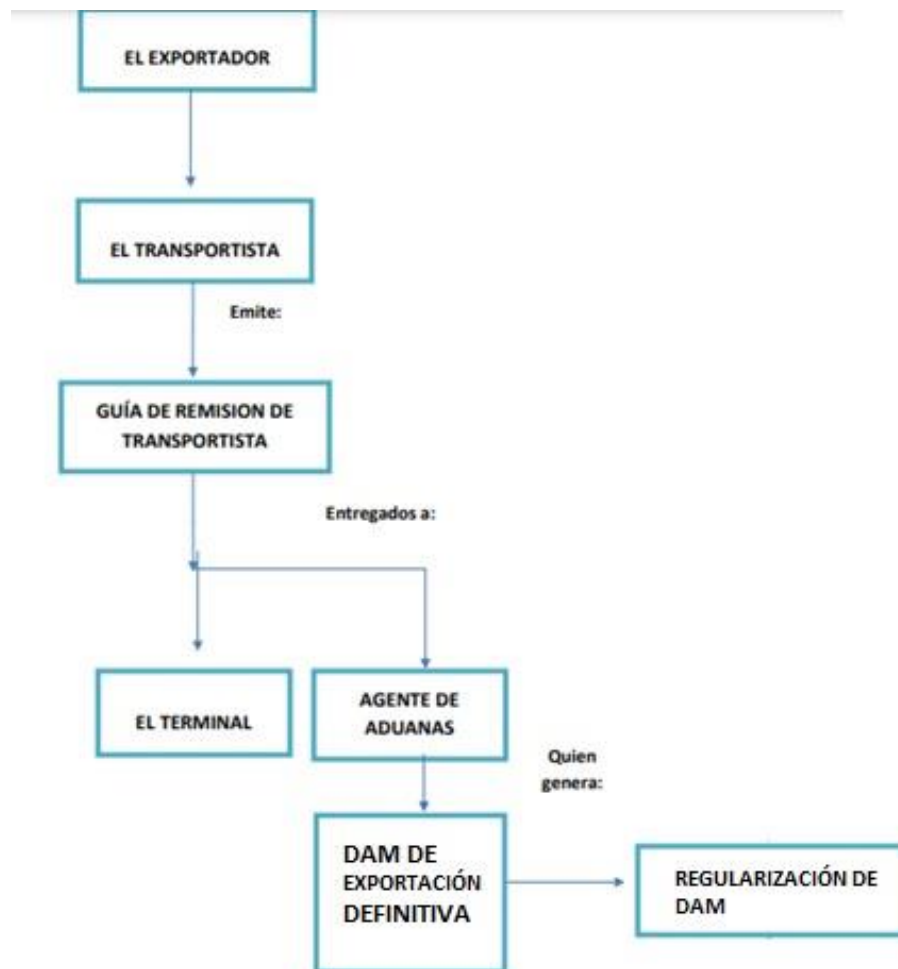 EL EXPORTADOR
EL TRANSPORTISTA
Emite:
GUÍA DE REMISION DE
TRANSPORTISTA
Entregados a:
EL TERMINAL
AGENTE DE
ADUANAS
Quien
genera:
DAM DE
EXPORTACIÓN
DEFINITIVA
REGULARIZACIÓN DE
DAM